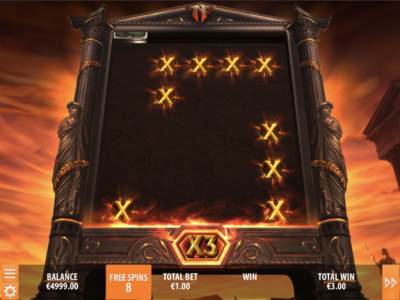 X X X X
X
X
X
X X
X3
BALANCE
€4999.00
FREE SPINS
8
TOTAL BET
€1.00
WIN
TOTAL WIN
€3.00